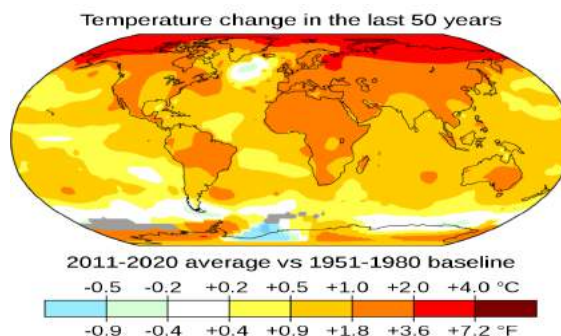 Temperature change in the last 50 years
2011-2020 average vs 1951-1980 baseline
-0.5 -0.2 +0.2 +0.5 +1.0 +2.0 +4.0 °C
-0.9 -0.4 +0.4 +0.9 +1.8 +3.6 +7.2 °F